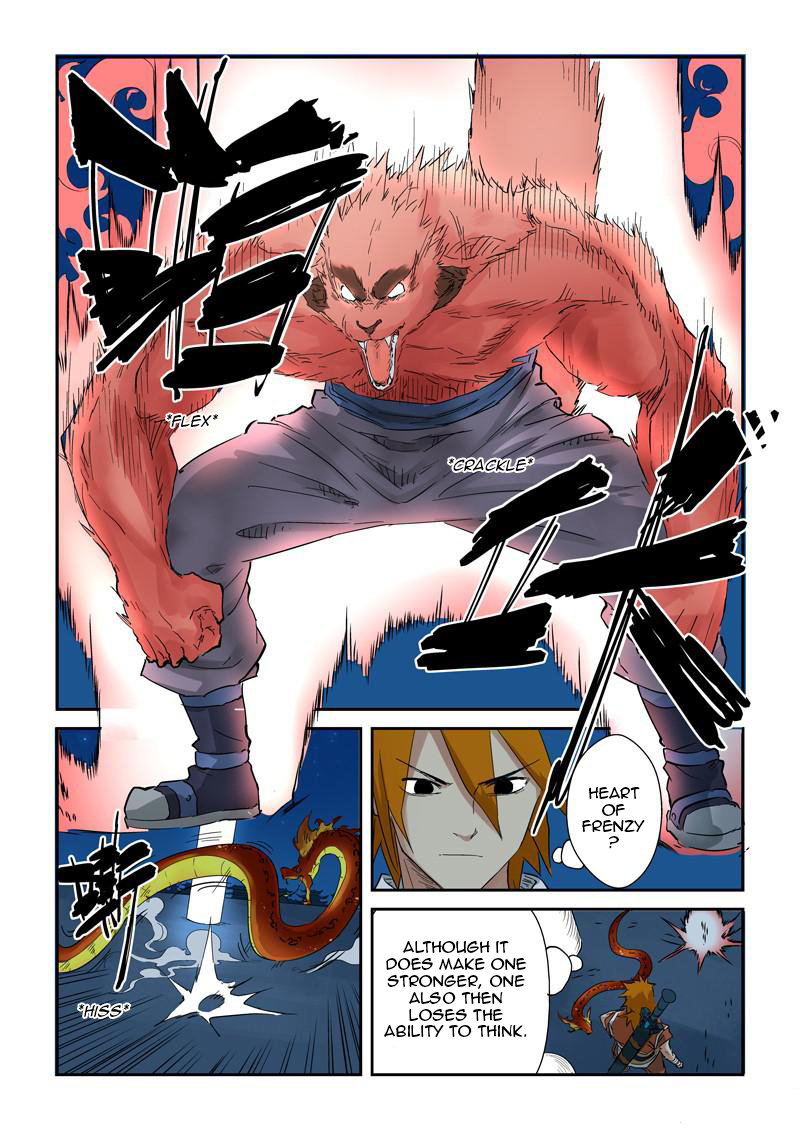 *FLEX*
*CRACKLE*
HEART
OF
FRENZY
?
嘶
*HISS*
ALTHOUGH IT
DOES MAKE ONE
STRONGER, ONE
ALSO THEN
LOSES THE
ABILITY TO THINK.